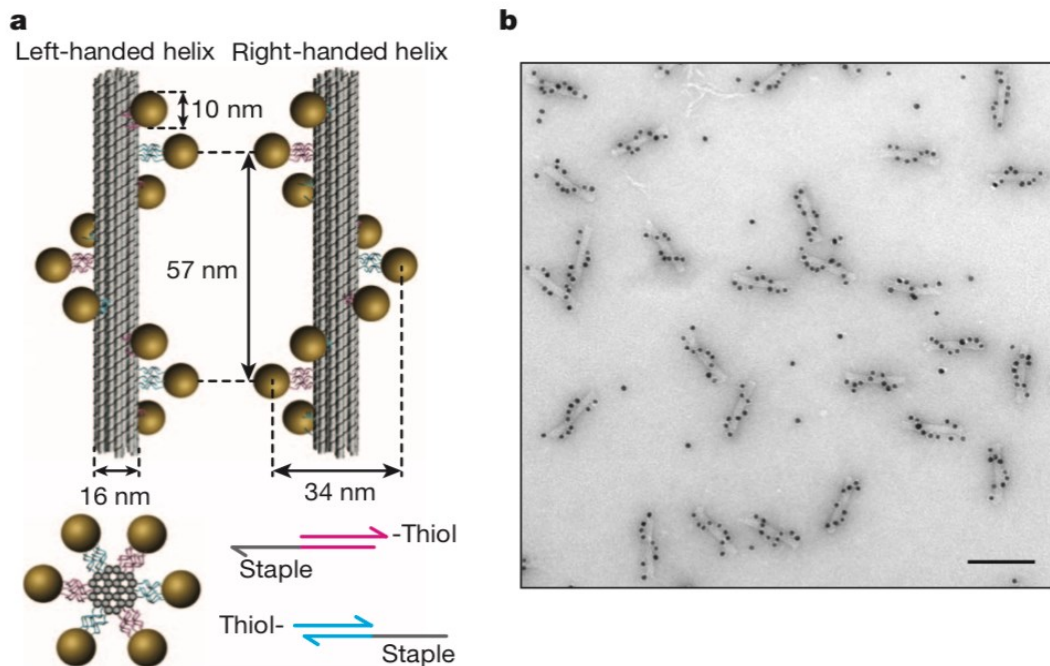 a
Left-handed helix Right-handed helix
10 nm
57 nm
16 nm
34 nm
-Thiol
Staple
Thiol-
Staple
b